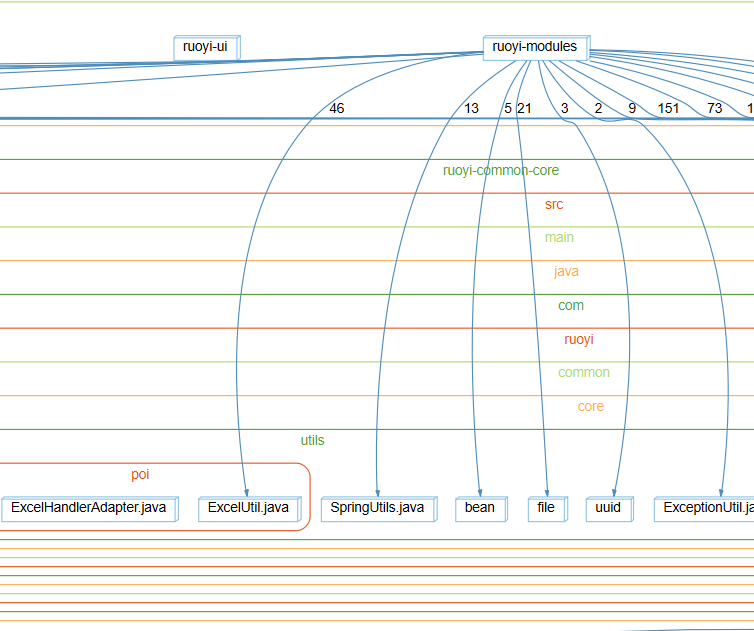 ruoyi-ui
ruoyi-modules
46
13
5
21
3
2
9
151
73
1
ruoyi-common-core
src
main
java
com
ruoyi
common
core
utils
poi
ExcelHandlerAdapter.java
ExcelUtil.java
SpringUtils.java
bean
file
uuid
ExceptionUtil.ja